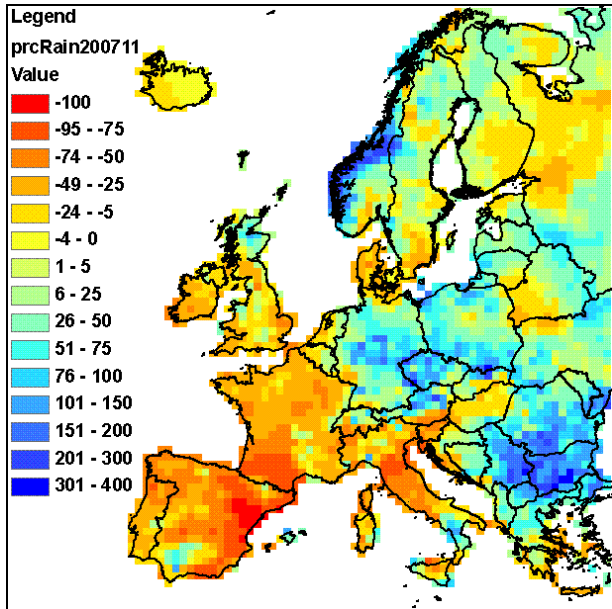 Legend
prcRain200711
Value
-100
-95 - -75
-74 - -50
-49 - -25
-24 - -5
-4 - 0
1 - 5
6 - 25
26 - 50
51 - 75
76 - 100
101 - 150
151 - 200
201 - 300
301 - 400